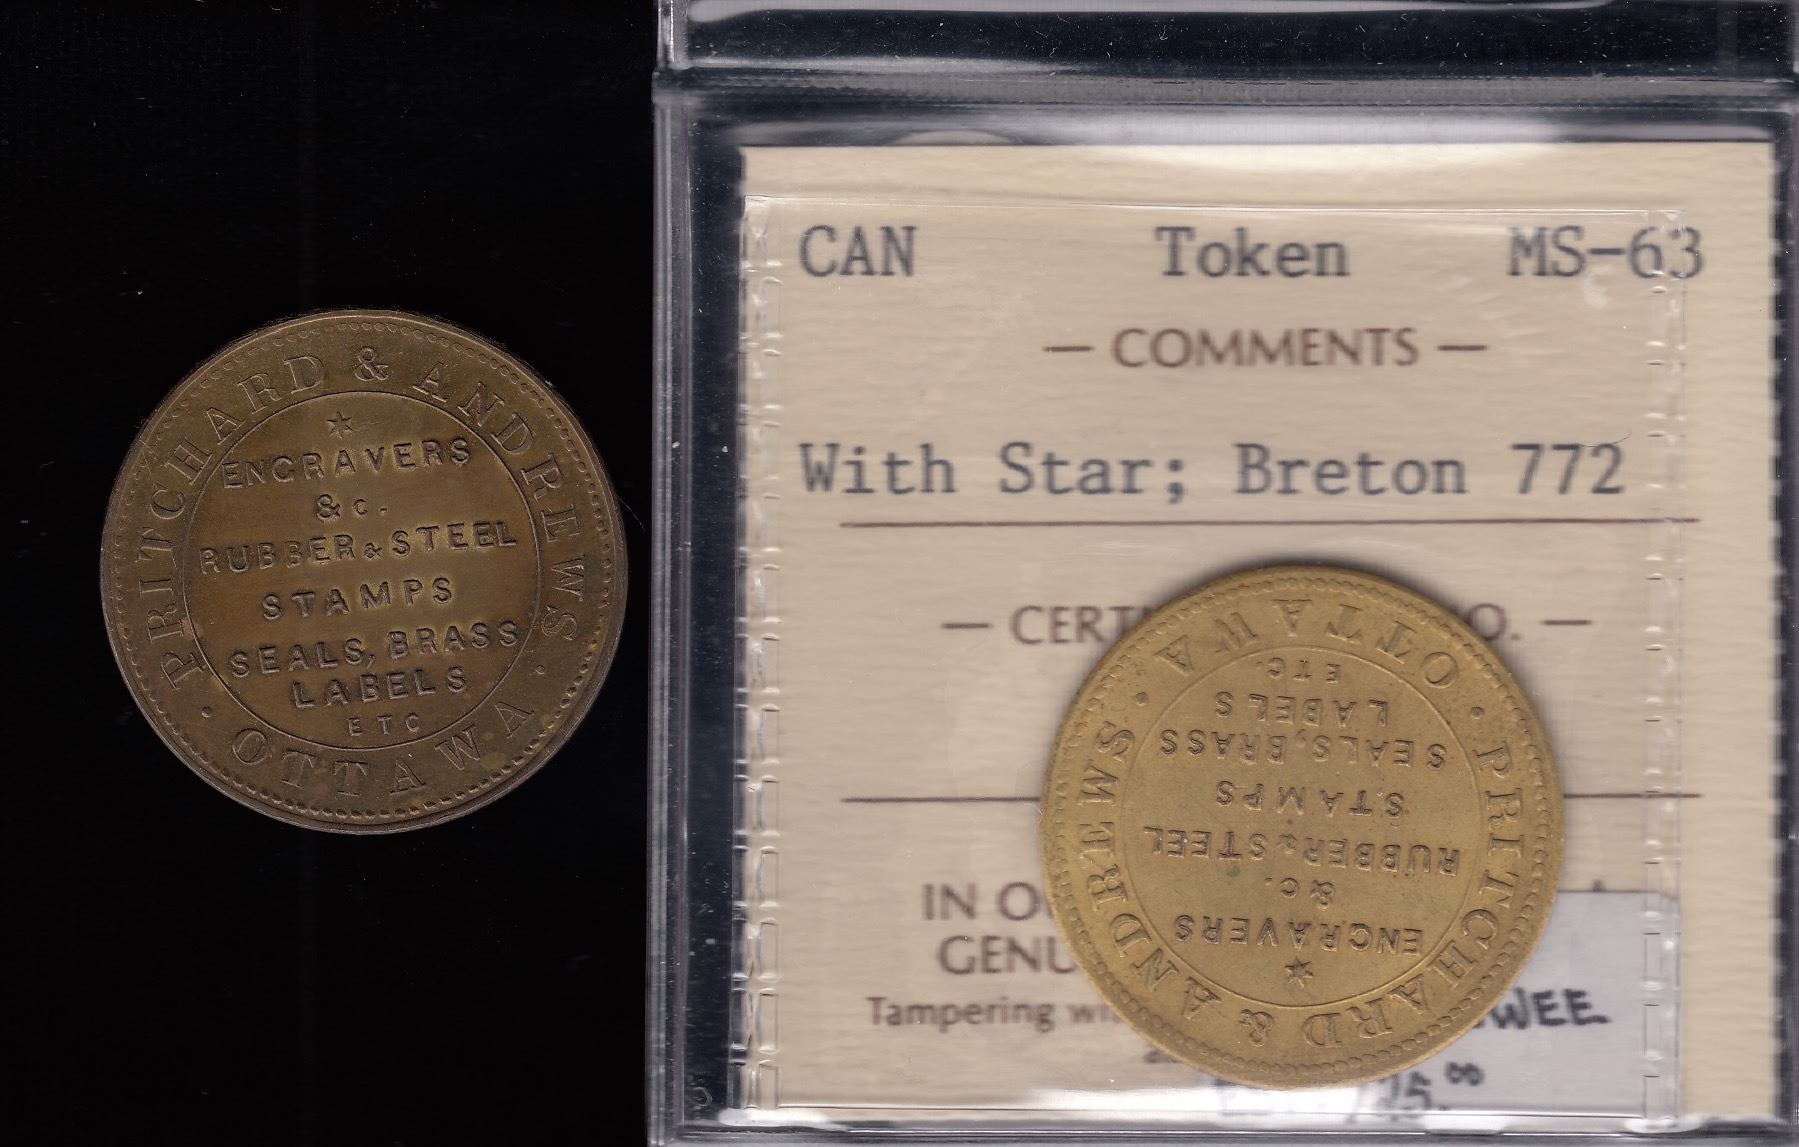 PRITCHARD & ANDREWS
ENGRAVERS
&c.
RUBBER & STEEL
STAMPS
SEALS, BRASS
LABELS
ETC
· OTTAWA ·
CAN Token MS-63
— COMMENTS —
With Star; Breton 772
— CERT O. —
IN
GENU
Tampering
PRITCHARD & ANDREWS
ENGRAVERS
&c.
RUBBER & STEEL
STAMPS
SEALS, BRASS
LABELS
ETC.
· OTTAWA ·
WEE